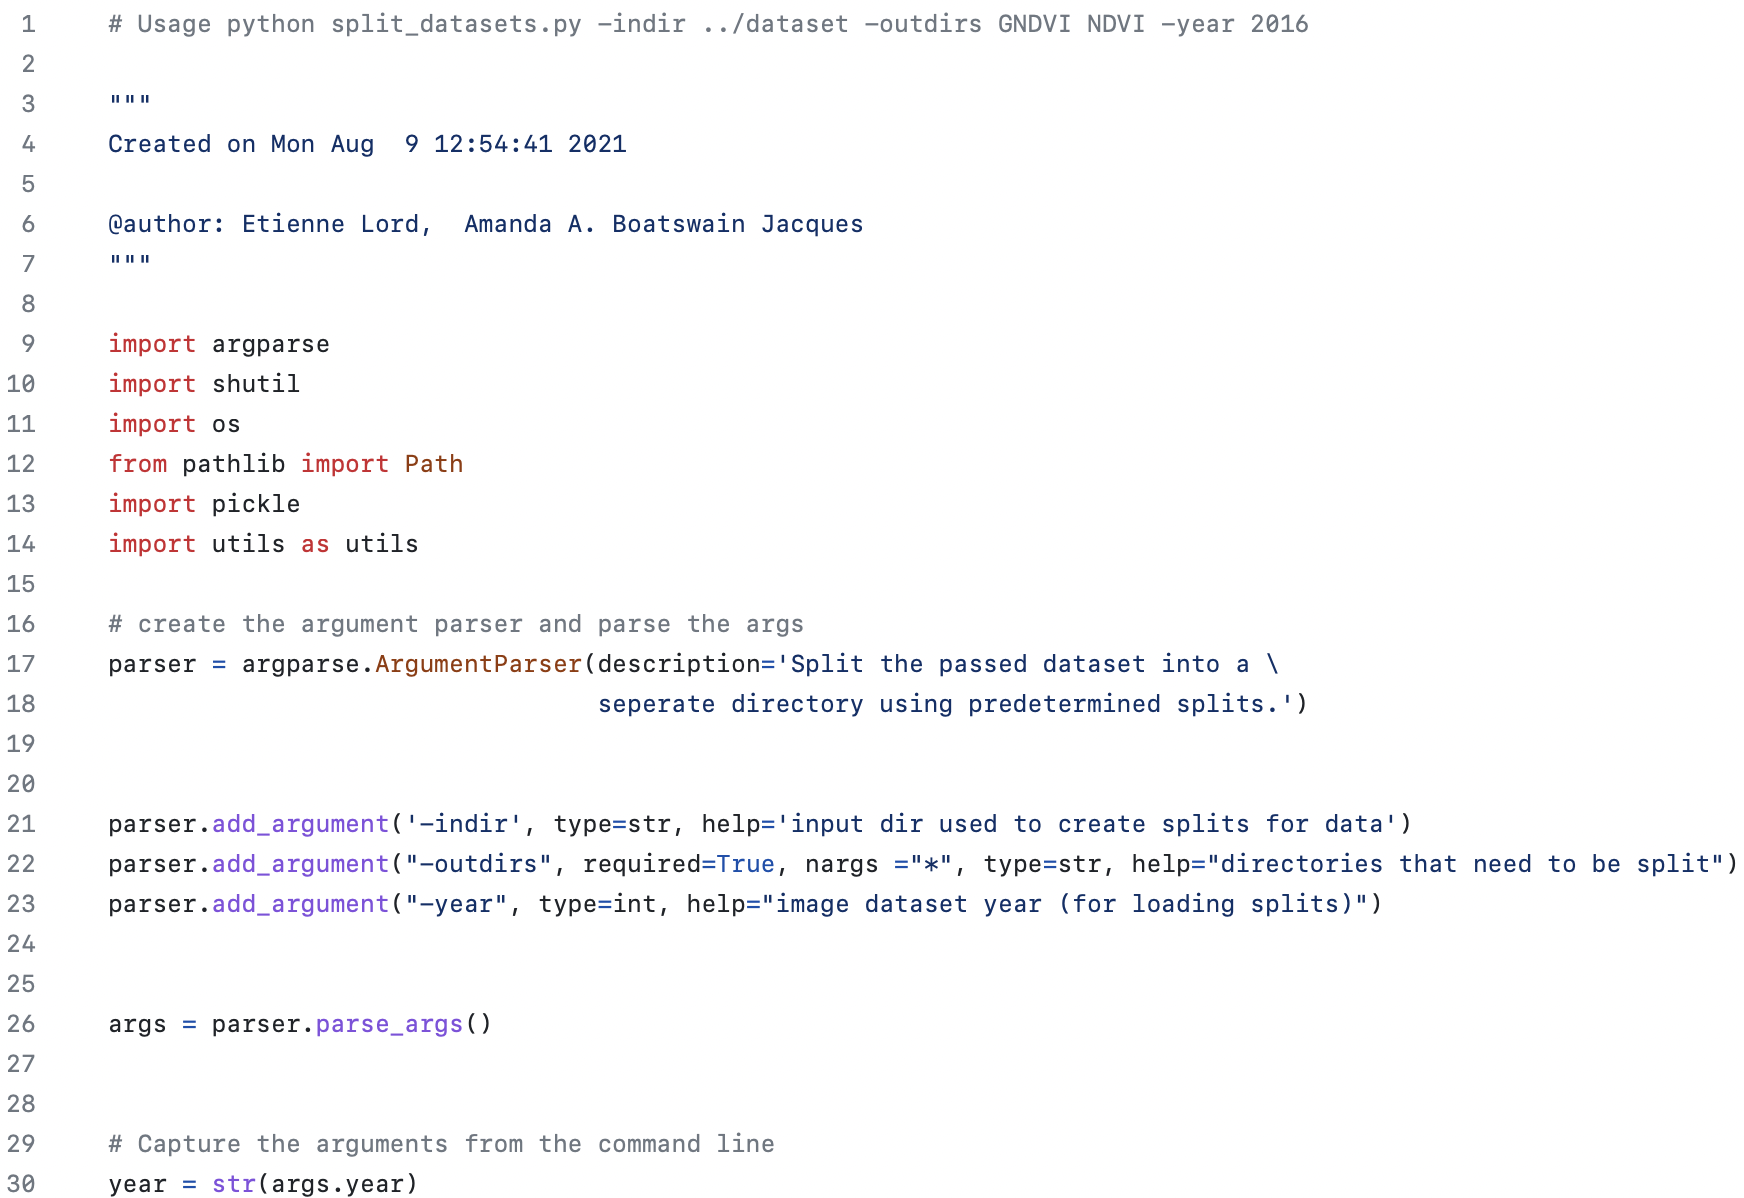 1 # Usage python split_datasets.py -indir ../dataset -outdirs GNDVI NDVI -year 2016
2
3 """
4 Created on Mon Aug  9 12:54:41 2021
5
6 @author: Etienne Lord,  Amanda A. Boatswain Jacques
7 """
8
9 import argparse
10 import shutil
11 import os
12 from pathlib import Path
13 import pickle
14 import utils as utils
15
16 # create the argument parser and parse the args
17 parser = argparse.ArgumentParser(description='Split the passed dataset into a \
18                                  seperate directory using predetermined splits.')
19
20
21 parser.add_argument('-indir', type=str, help='input dir used to create splits for data')
22 parser.add_argument("-outdirs", required=True, nargs ="*", type=str, help="directories that need to be split")
23 parser.add_argument("-year", type=int, help="image dataset year (for loading splits)")
24
25
26 args = parser.parse_args()
27
28
29 # Capture the arguments from the command line
30 year = str(args.year)